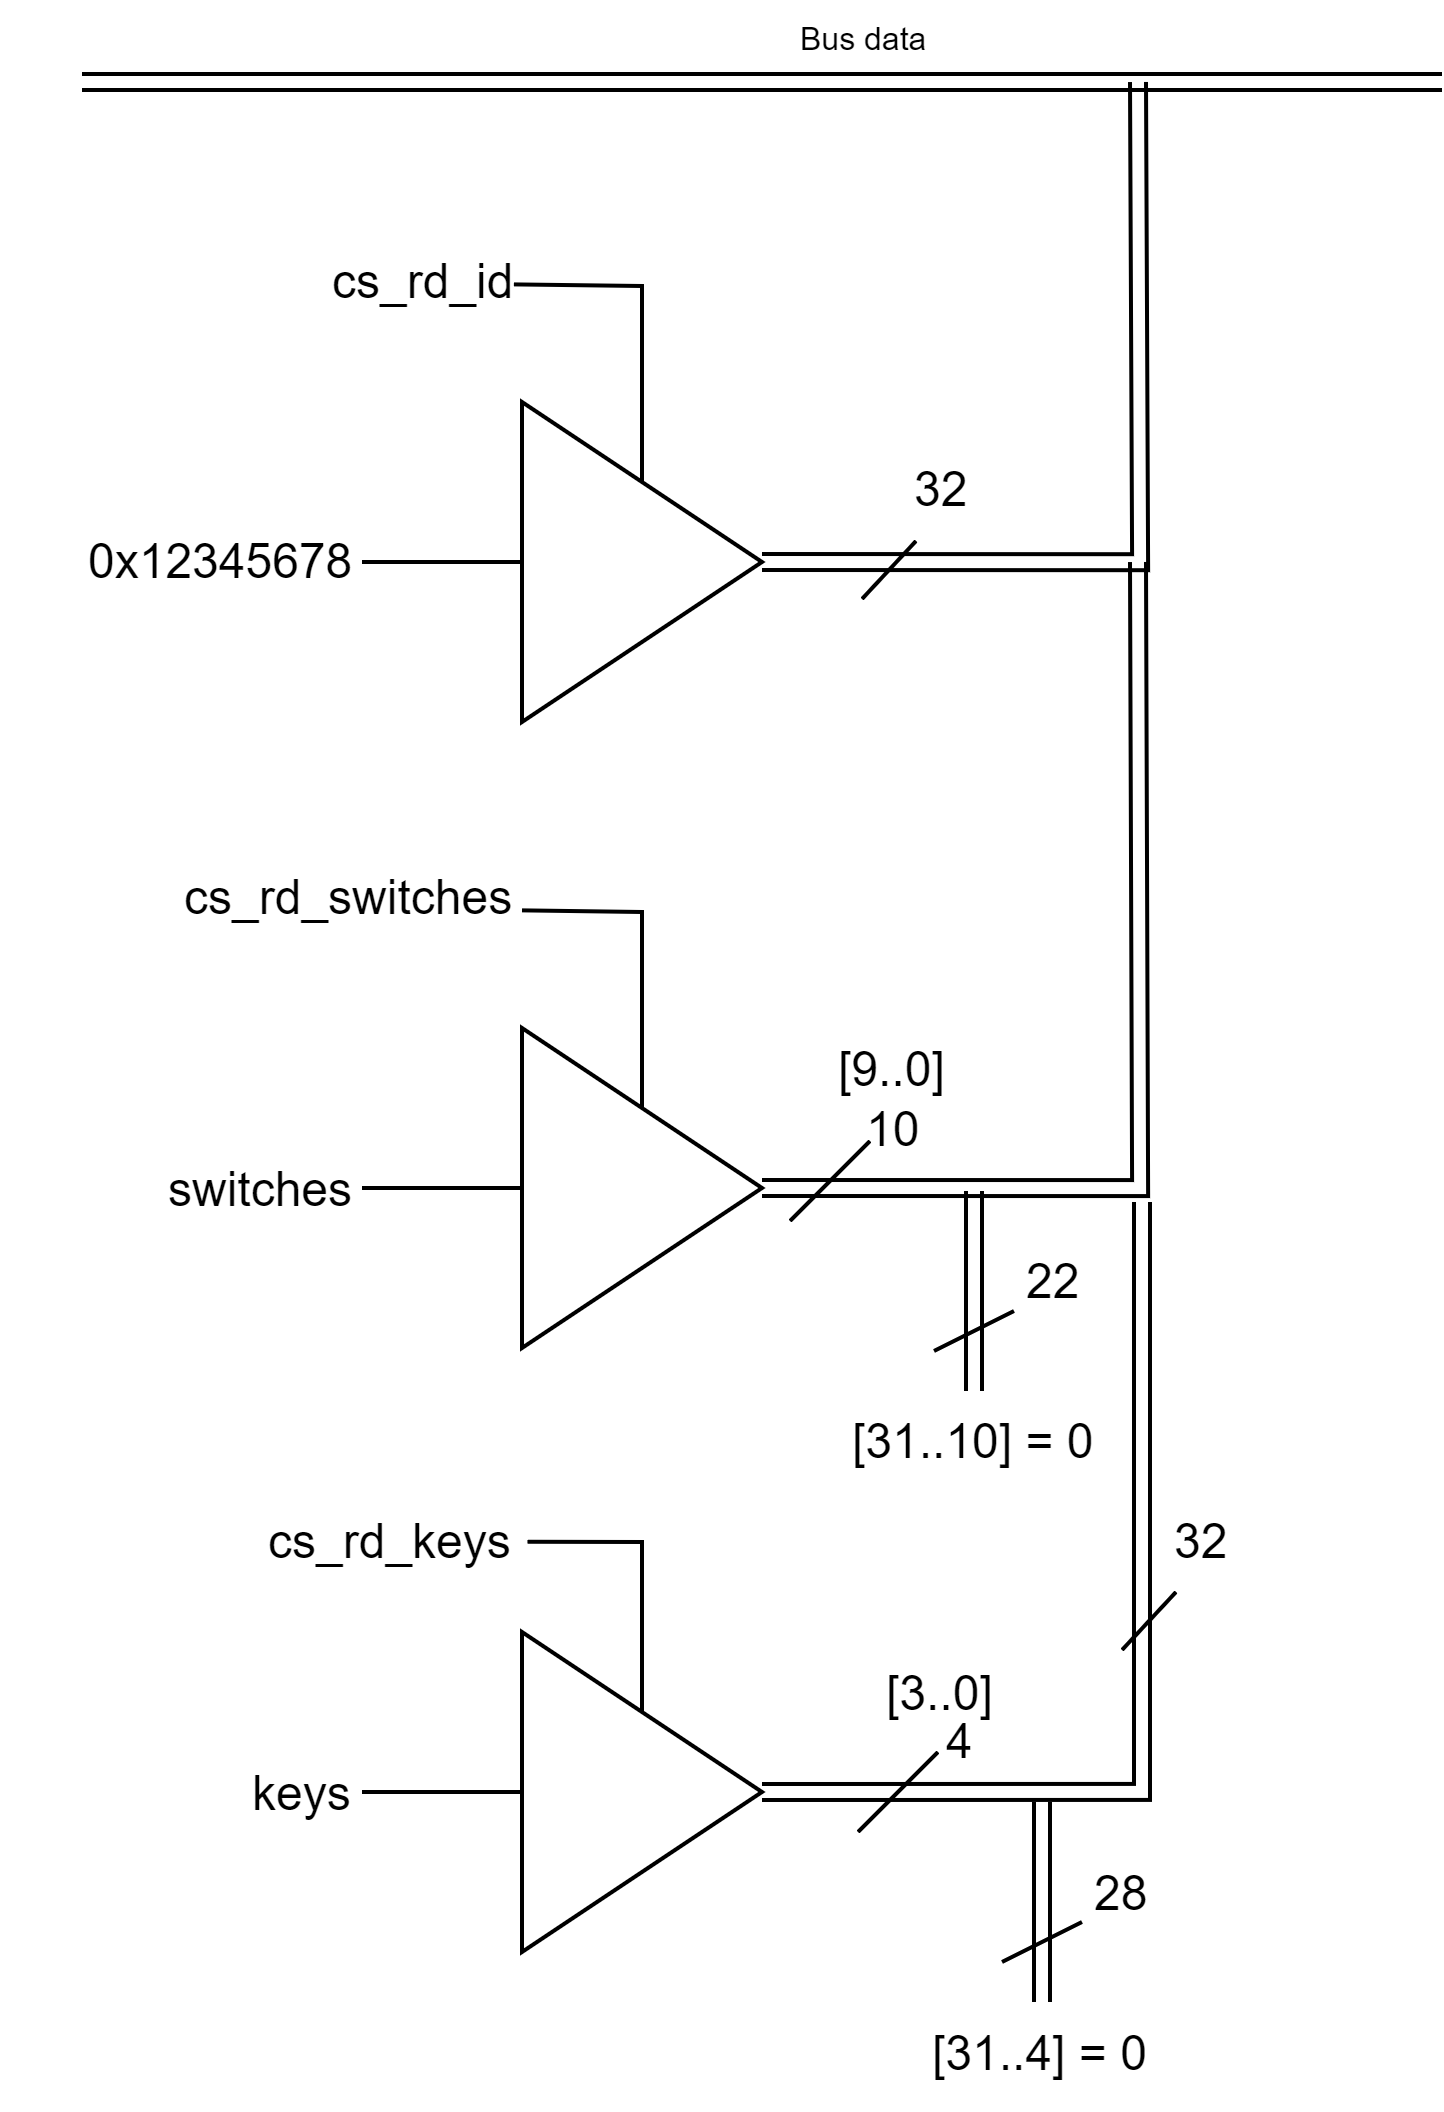 Bus data
cs_rd_id
32
0x12345678
cs_rd_switches
[9..0]
10
switches
22
[31..10] = 0
cs_rd_keys
32
[3..0]
4
keys
28
[31..4] = 0